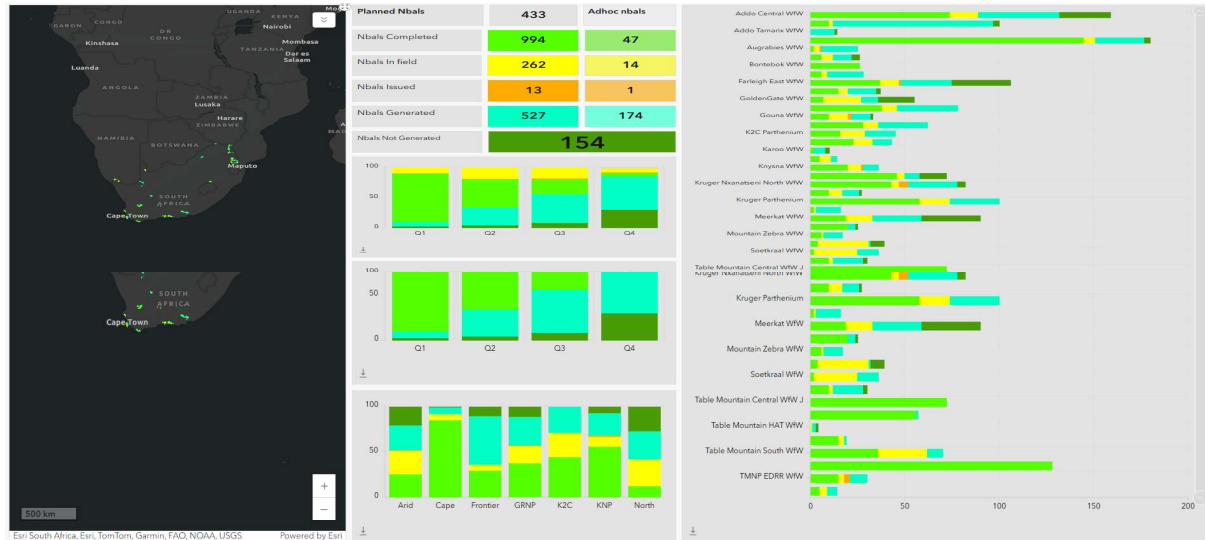 UGANDA
KENYA
GABON
CONGO
DR
CONGO
Nairobi
Kinshasa
Mombasa
TANZANIA
Dar es
Salaam
Luanda
ANGOLA
ZAMBIA
Lusaka
Harare
ZIMBABWE
NAMIBIA
BOTSWANA
Maputo
SOUTH
AFRICA
Cape Town
SOUTH
AFRICA
Cape Town
+
−
500 km
Esri South Africa, Esri, TomTom, Garmin, FAO, NOAA, USGS Powered by Esri
Planned Nbals 433 Adhoc nbals
Nbals Completed 994 47
Nbals In field 262 14
Nbals Issued 13 1
Nbals Generated 527 174
Nbals Not Generated 154
100
50
0
Q1 Q2 Q3 Q4
100
50
0
Q1 Q2 Q3 Q4
100
50
0
Arid Cape Frontier GRNP K2C KNP North
Addo Central WfW
Addo Tamarix WfW
Augrabies WfW
Bontebok WfW
Farleigh East WfW
GoldenGate WfW
Gouna WfW
K2C Parthenium
Karoo WfW
Knysna WfW
Kruger Nxanatseni North WfW
Kruger Parthenium
Meerkat WfW
Mountain Zebra WfW
Soetkraal WfW
Table Mountain Central WfW J
Kruger Nxanatseni North WfW
Kruger Parthenium
Meerkat WfW
Mountain Zebra WfW
Soetkraal WfW
Table Mountain Central WfW J
Table Mountain HAT WfW
Table Mountain South WfW
TMNP EDRR WfW
0 50 100 150 200